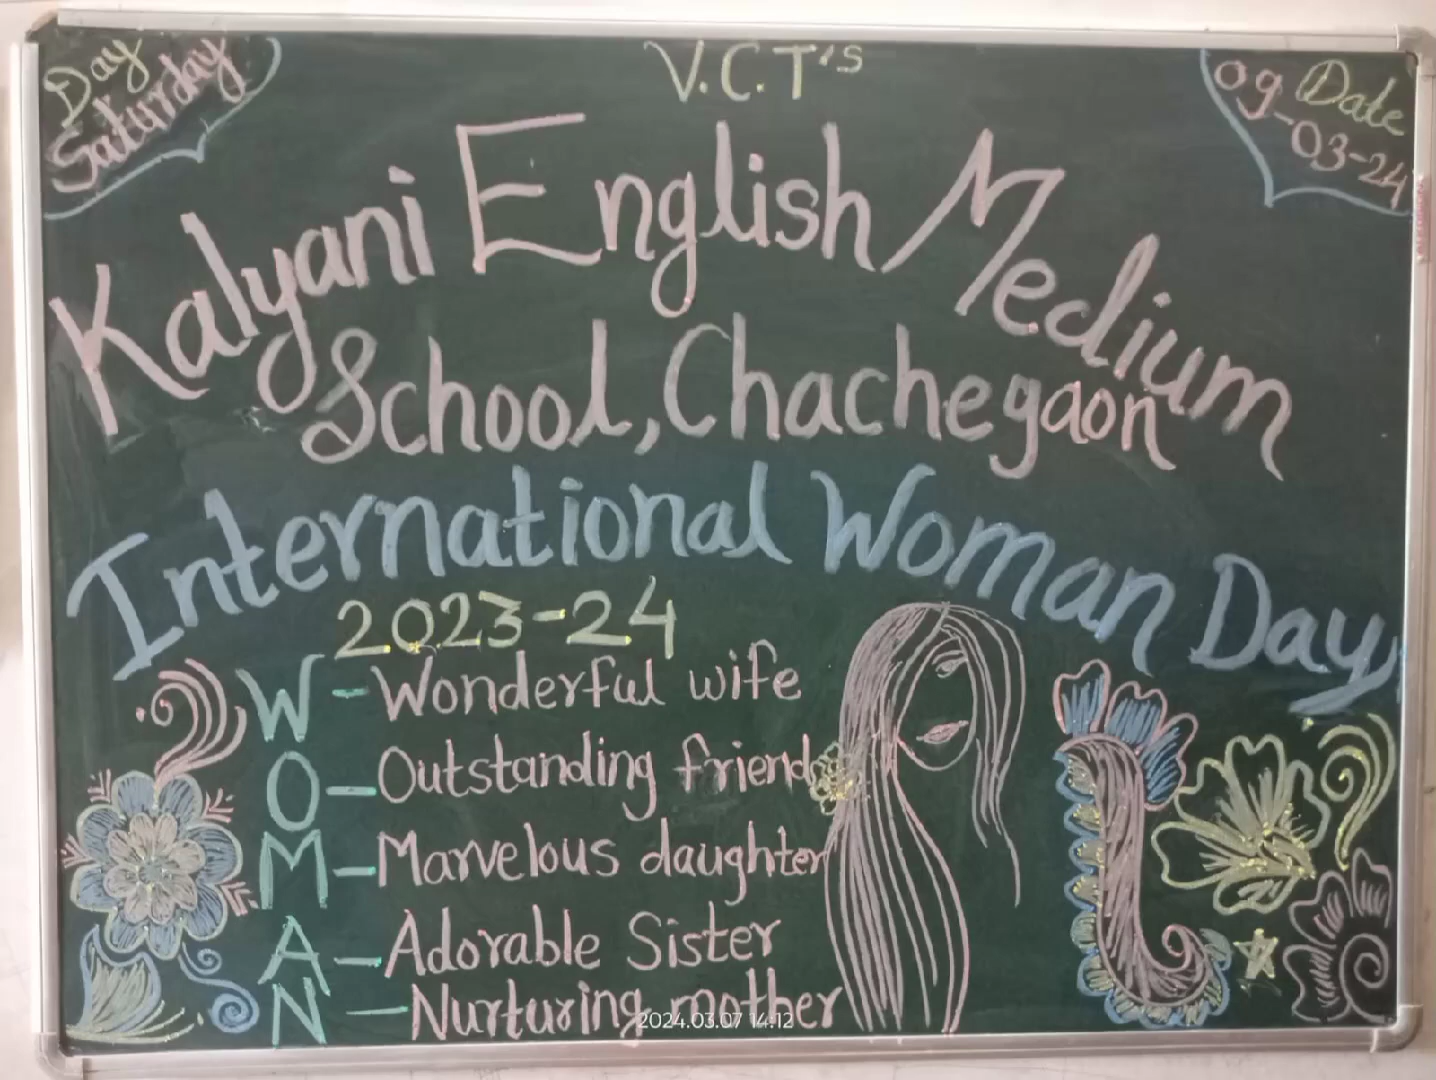 Day
Saturday
V.C.T's
Date
09-03-24
Kalyani English Medium
School, Chachegaon
International Woman Day
2023-24
W - Wonderful wife
O - Outstanding friend
M - Marvelous daughter
A - Adorable Sister
N - Nurturing mother
2024.03.07 14:12